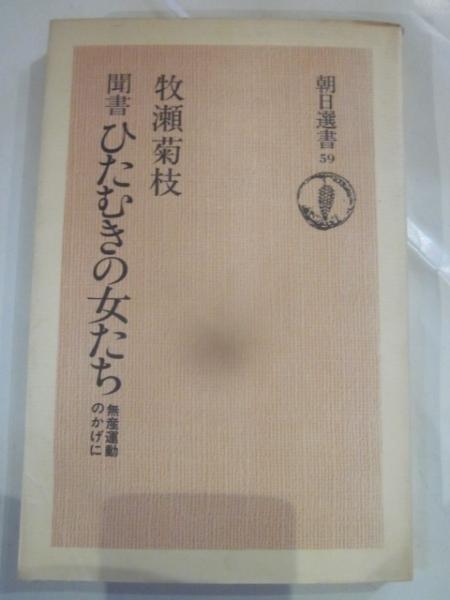 朝日選書
59
牧瀬菊枝
聞書 ひたむきの女たち
無産運動
のかげに